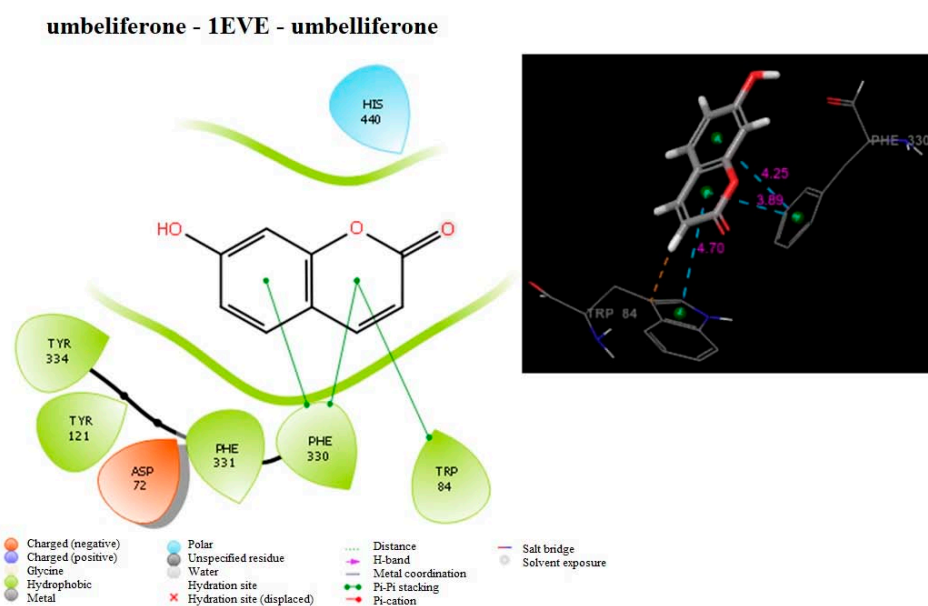 umbeliferone - 1EVE - umbelliferone
HIS
440
HO
O
O
TYR
334
TYR
121
ASP
72
PHE
331
PHE
330
TRP
84
PHE 330
4.25
3.89
4.70
TRP 84
Charged (negative)
Charged (positive)
Glycine
Hydrophobic
Metal
Polar
Unspecified residue
Water
Hydration site
Hydration site (displaced)
Distance
H-band
Metal coordination
Pi-Pi stacking
Pi-cation
Salt bridge
Solvent exposure